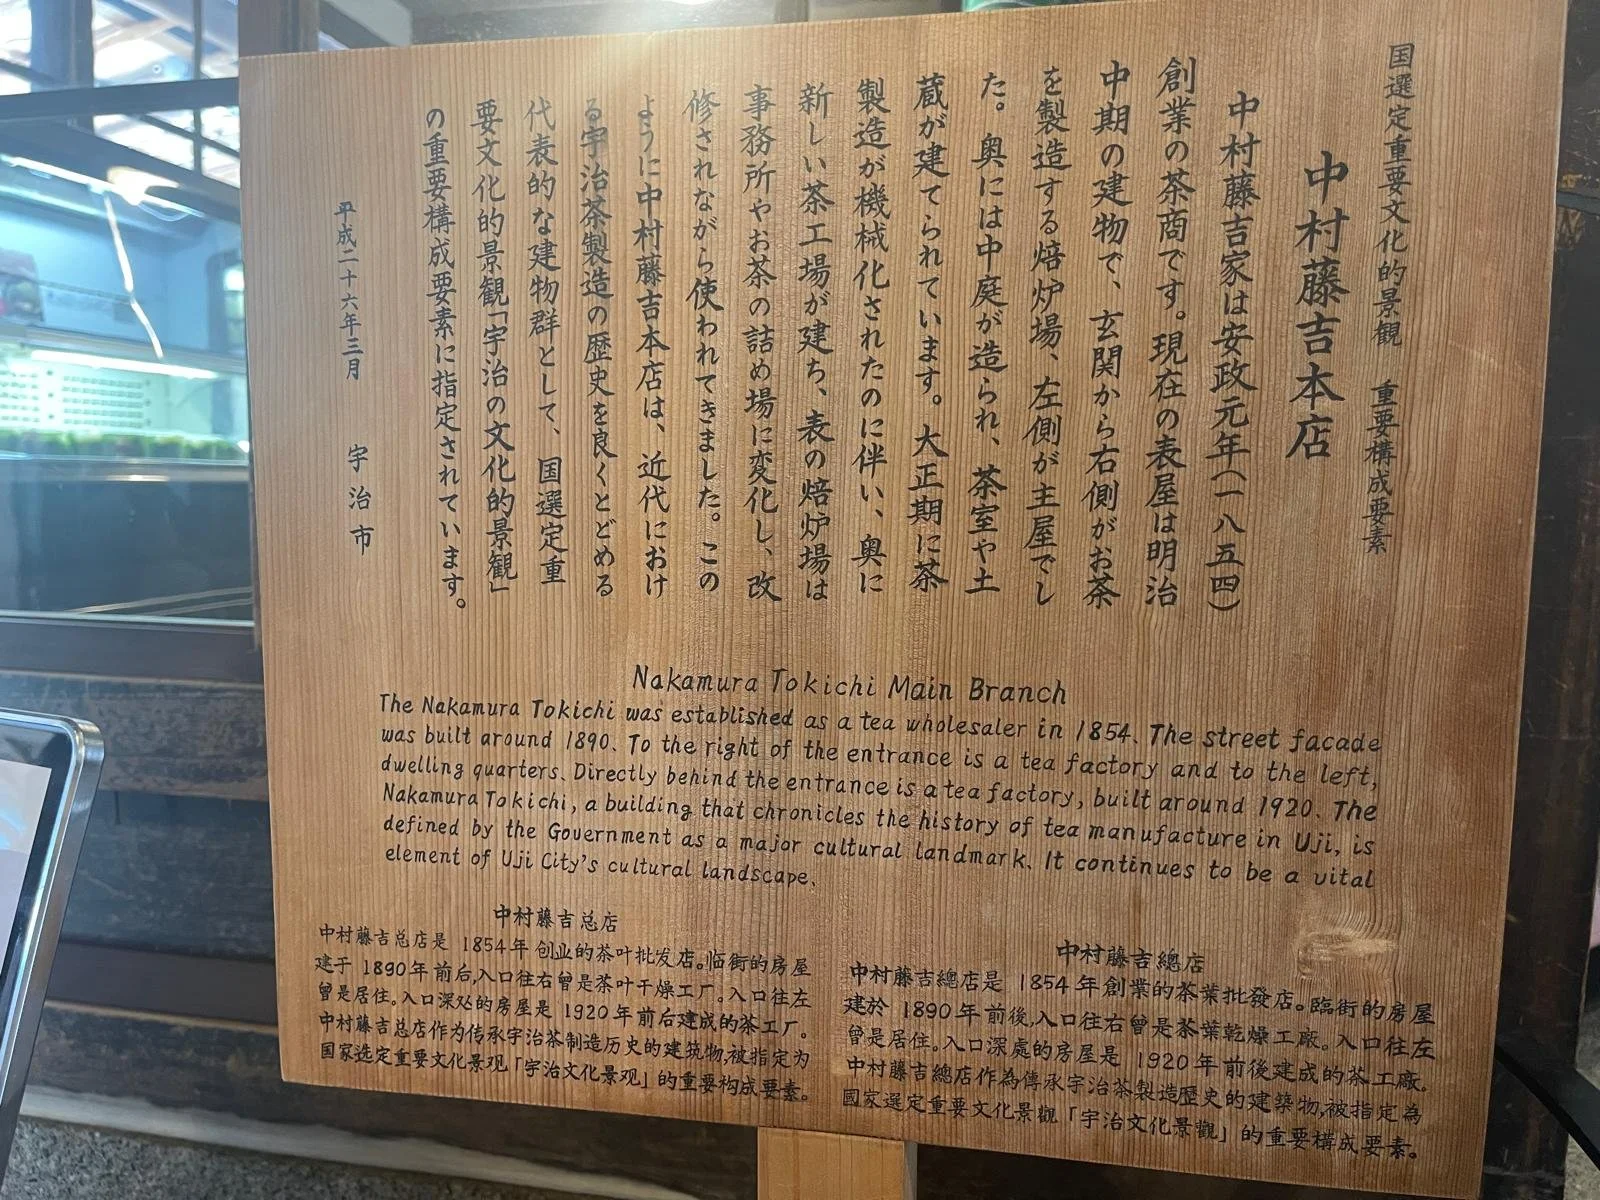 国選定重要文化的景観　重要構成要素
中村藤吉本店
中村藤吉家は安政元年(一八五四)
創業の茶商です。現在の表屋は明治
中期の建物で、玄関から右側がお茶
を製造する焙炉場、左側が主屋でし
た。奥には中庭が造られ、茶室や土
蔵が建てられています。大正期に茶
製造が機械化されたのに伴い、奥に
新しい茶工場が建ち、表の焙炉場は
事務所やお茶の詰め場に変化し、改
修されながら使われてきました。この
ように中村藤吉本店は、近代におけ
る宇治茶製造の歴史を良くとどめる
代表的な建物群として、国選定重
要文化的景観「宇治の文化的景観」
の重要構成要素に指定されています。
平成二十六年三月　宇治市
Nakamura Tokichi Main Branch
The Nakamura Tokichi was established as a tea wholesaler in 1854. The street facade
was built around 1890. To the right of the entrance is a tea factory and to the left,
dwelling quarters. Directly behind the entrance is a tea factory, built around 1920. The
Nakamura Tokichi, a building that chronicles the history of tea manufacture in Uji, is
defined by the Government as a major cultural landmark. It continues to be a vital
element of Uji City's cultural landscape.
中村藤吉总店
中村藤吉总店是 1854年创业的茶叶批发店。临街的房屋
建于 1890年前后,入口往右曾是茶叶干燥工厂。入口往左
曾是居住。入口深处的房屋是 1920年前后建成的茶工厂。
中村藤吉总店作为传承宇治茶制造历史的建筑物,被指定为
国家选定重要文化景观「宇治文化景观」的重要构成要素。
中村藤吉總店
中村藤吉總店是 1854年創業的茶葉批發店。臨街的房屋
建於 1890年前後,入口往右曾是茶葉乾燥工廠。入口往左
曾是居住。入口深處的房屋是 1920年前後建成的茶工廠。
中村藤吉總店作為傳承宇治茶製造歷史的建築物,被指定為
國家選定重要文化景觀「宇治文化景觀」的重要構成要素。